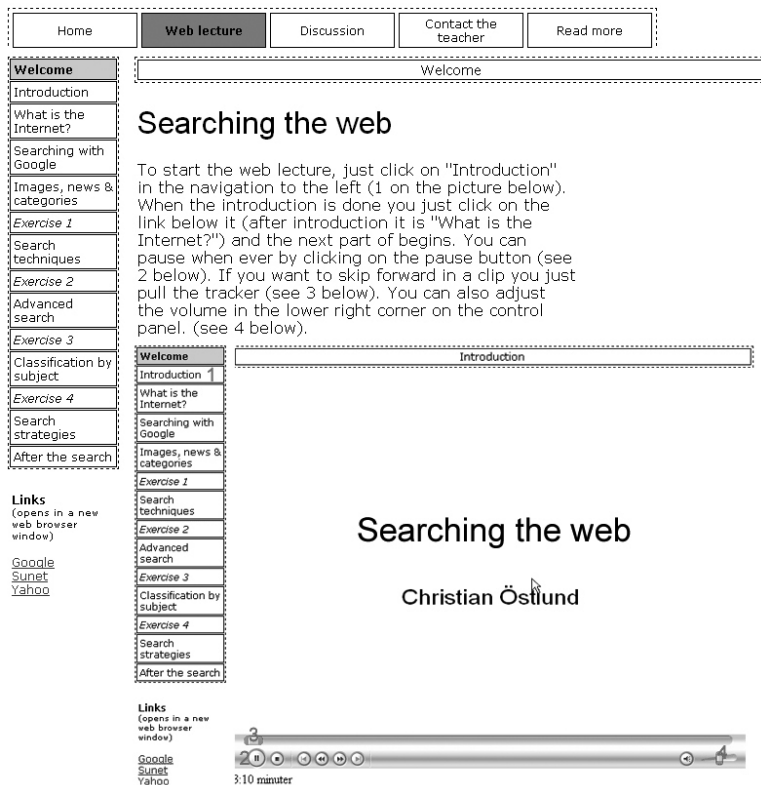 Home
Web lecture
Discussion
Contact the
teacher
Read more
Welcome
Introduction
What is the
Internet?
Searching with
Google
Images, news &
categories
Exercise 1
Search
techniques
Exercise 2
Advanced
search
Exercise 3
Classification by
subject
Exercise 4
Search
strategies
After the search
Links
(opens in a new
web browser
window)
Google
Sunet
Yahoo
Welcome
Searching the web
To start the web lecture, just click on "Introduction"
in the navigation to the left (1 on the picture below).
When the introduction is done you just click on the
link below it (after introduction it is "What is the
Internet?") and the next part of begins. You can
pause when ever by clicking on the pause button (see
2 below). If you want to skip forward in a clip you just
pull the tracker (see 3 below). You can also adjust
the volume in the lower right corner on the control
panel. (see 4 below).
Welcome
Introduction 1
What is the
Internet?
Searching with
Google
Images, news &
categories
Exercise 1
Search
techniques
Exercise 2
Advanced
search
Exercise 3
Classification by
subject
Exercise 4
Search
strategies
After the search
Links
(opens in a new
web browser
window)
Google
Sunet
Yahoo
Introduction
Searching the web
Christian Östlund
3
2
4
3:10 minuter